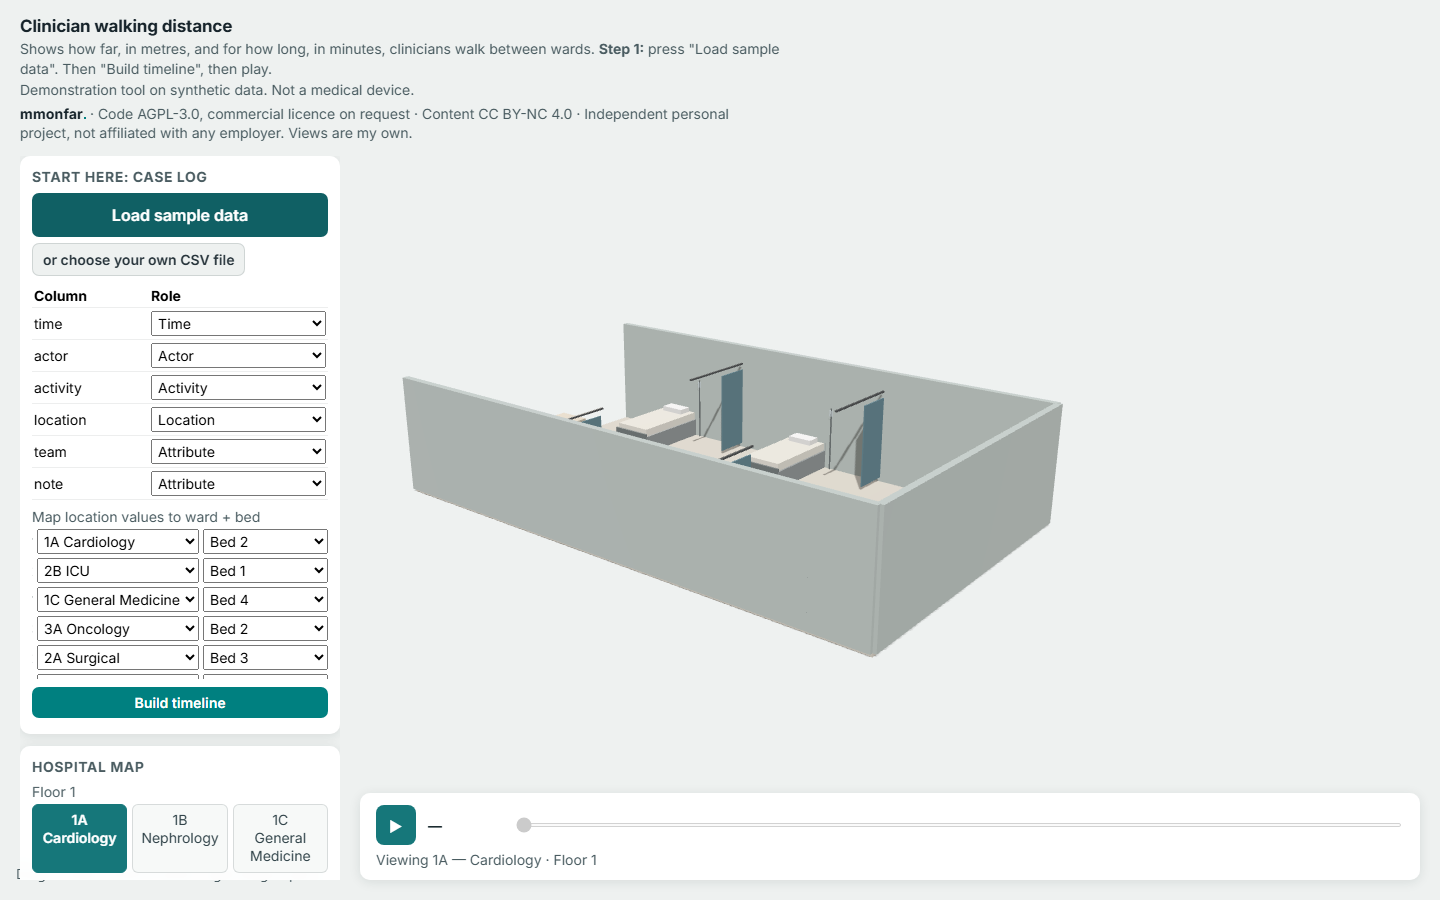 Clinician walking distance
Shows how far, in metres, and for how long, in minutes, clinicians walk between wards. Step 1: press "Load sample
data". Then "Build timeline", then play.
Demonstration tool on synthetic data. Not a medical device.
mmonfar. · Code AGPL-3.0, commercial licence on request · Content CC BY-NC 4.0 · Independent personal
project, not affiliated with any employer. Views are my own.
START HERE: CASE LOG
Load sample data
or choose your own CSV file
Column Role
time Time
actor Actor
activity Activity
location Location
team Attribute
note Attribute
Map location values to ward + bed
1A Cardiology Bed 2
2B ICU Bed 1
1C General Medicine Bed 4
3A Oncology Bed 2
2A Surgical Bed 3
Build timeline
HOSPITAL MAP
Floor 1
1A
Cardiology
1B
Nephrology
1C
General
Medicine
—
Viewing 1A — Cardiology · Floor 1